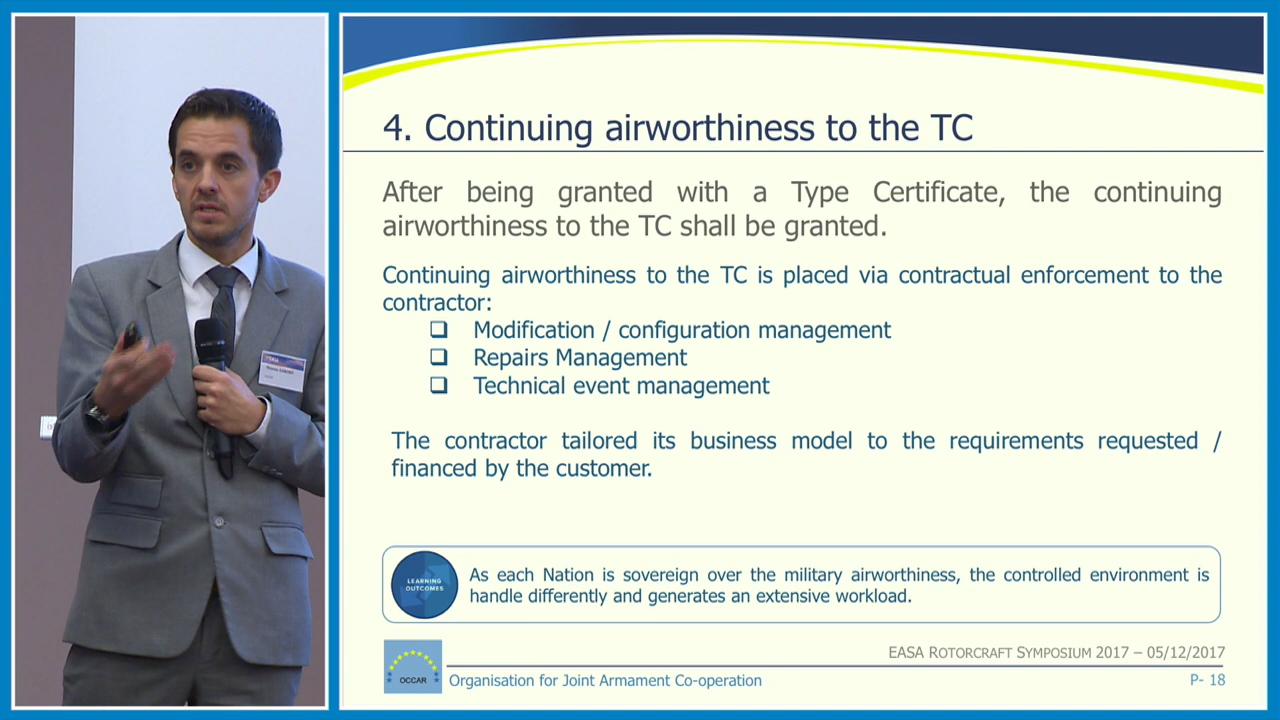 4. Continuing airworthiness to the TC
After being granted with a Type Certificate, the continuing
airworthiness to the TC shall be granted.
Continuing airworthiness to the TC is placed via contractual enforcement to the
contractor:
❑ Modification / configuration management
❑ Repairs Management
❑ Technical event management
The contractor tailored its business model to the requirements requested /
financed by the customer.
LEARNING
OUTCOMES
As each Nation is sovereign over the military airworthiness, the controlled environment is
handle differently and generates an extensive workload.
EASA ROTORCRAFT SYMPOSIUM 2017 – 05/12/2017
OCCAR
Organisation for Joint Armament Co-operation
P- 18